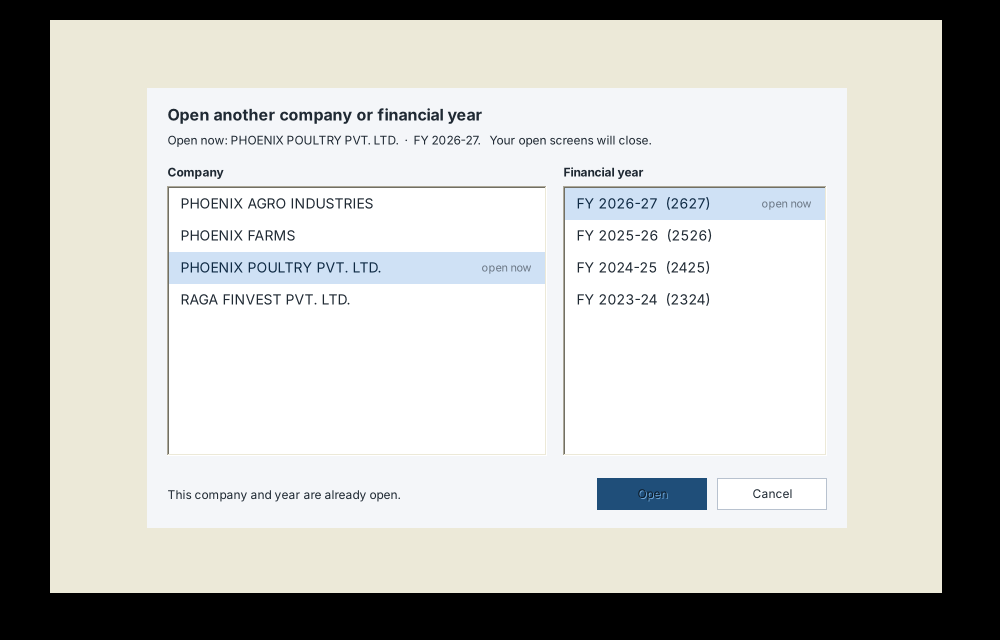 Open another company or financial year
Open now: PHOENIX POULTRY PVT. LTD.  ·  FY 2026-27.   Your open screens will close.
Company
PHOENIX AGRO INDUSTRIES
PHOENIX FARMS
PHOENIX POULTRY PVT. LTD. open now
RAGA FINVEST PVT. LTD.
Financial year
FY 2026-27  (2627) open now
FY 2025-26  (2526)
FY 2024-25  (2425)
FY 2023-24  (2324)
This company and year are already open.
Open
Cancel